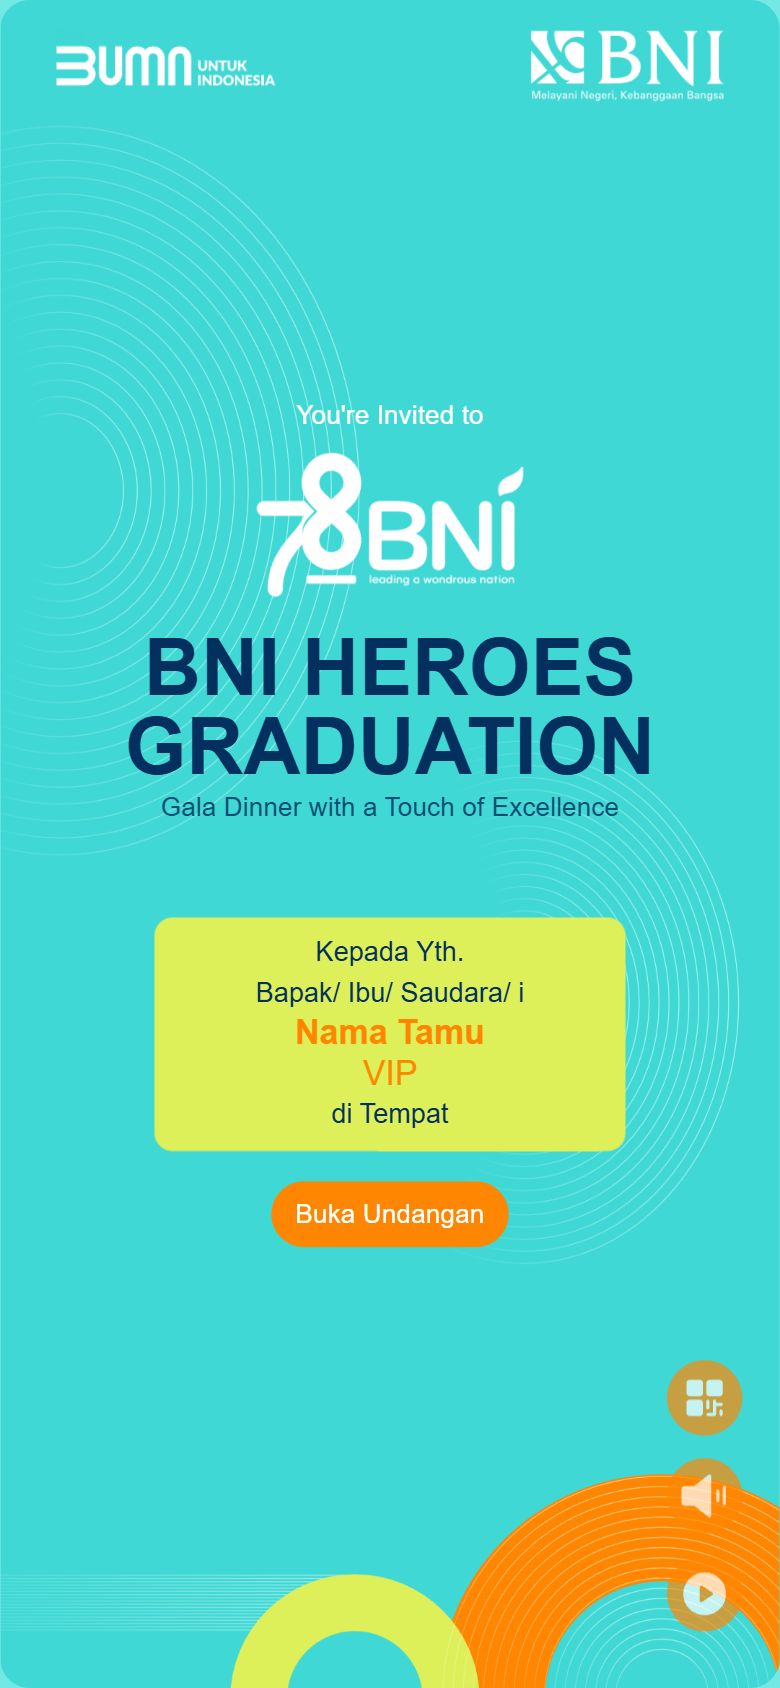 BUMN UNTUK
INDONESIA
BNI
Melayani Negeri, Kebanggaan Bangsa
You're Invited to
78 BNI
leading a wondrous nation
BNI HEROES
GRADUATION
Gala Dinner with a Touch of Excellence
Kepada Yth.
Bapak/ Ibu/ Saudara/ i
Nama Tamu
VIP
di Tempat
Buka Undangan